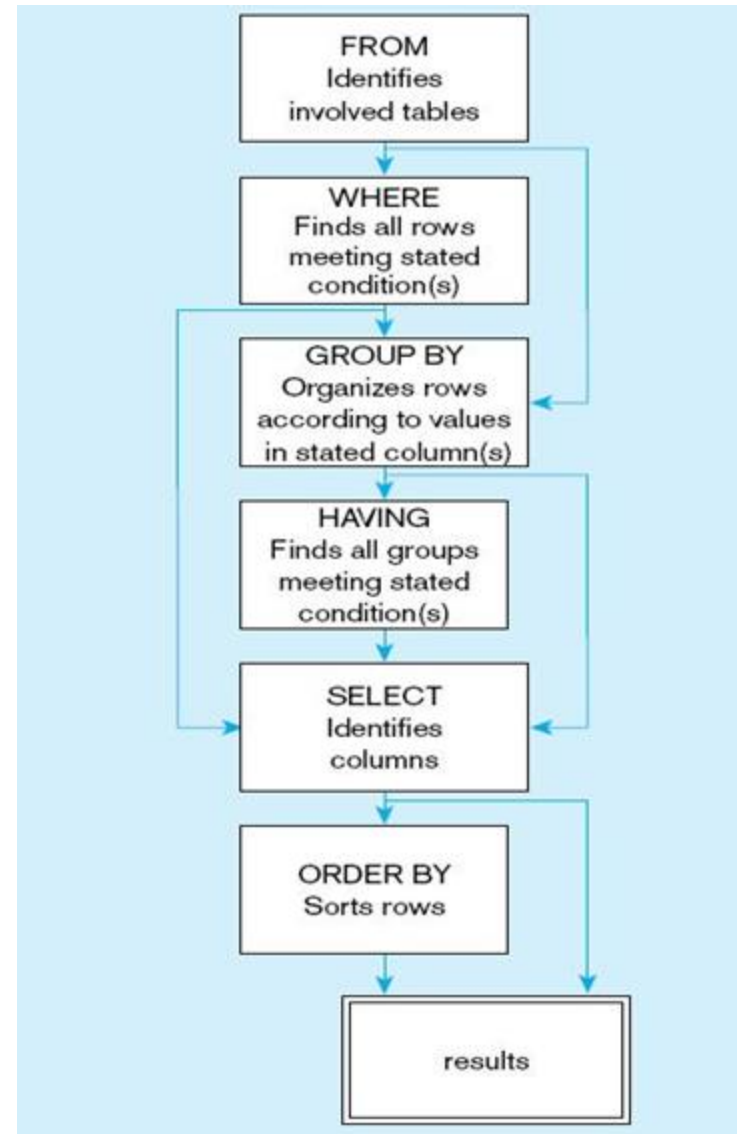 FROM
Identifies
involved tables
WHERE
Finds all rows
meeting stated
condition(s)
GROUP BY
Organizes rows
according to values
in stated column(s)
HAVING
Finds all groups
meeting stated
condition(s)
SELECT
Identifies
columns
ORDER BY
Sorts rows
results